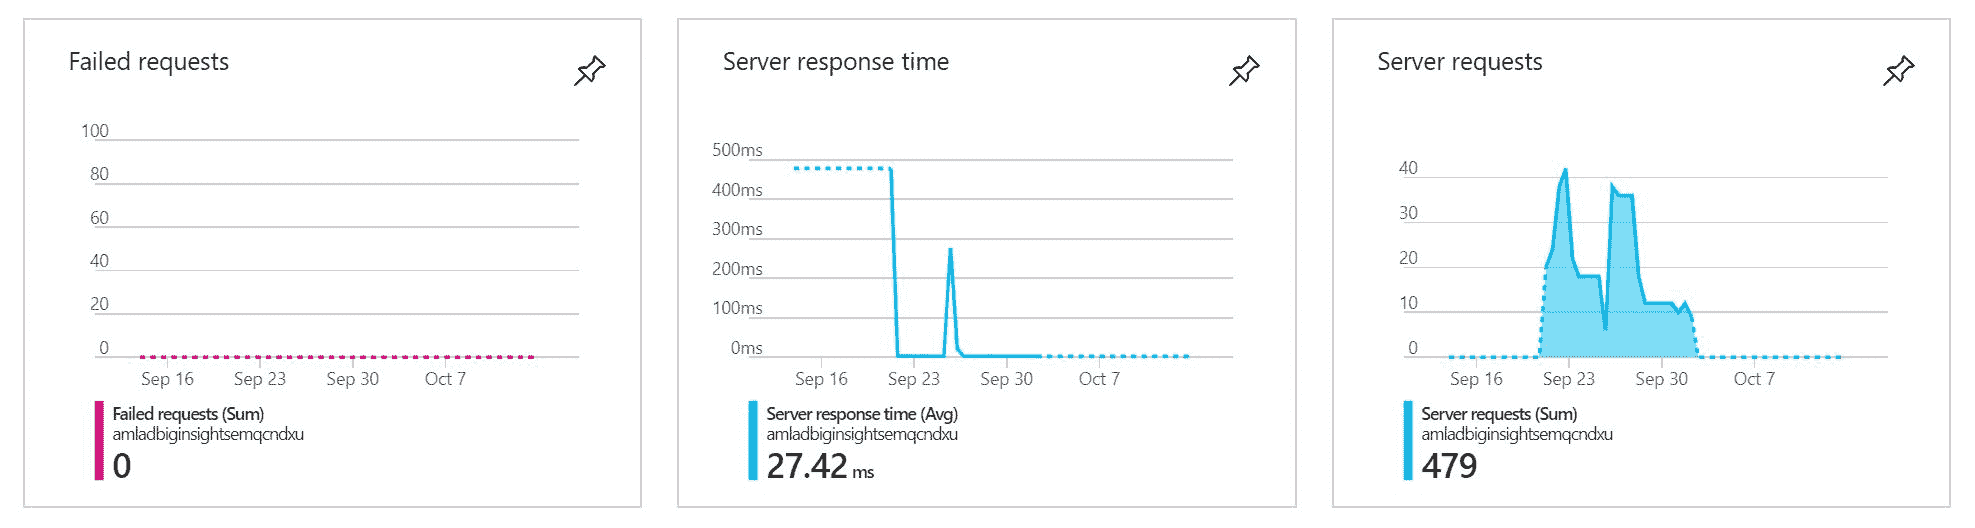 Failed requests
100
80
60
40
20
0
Sep 16 Sep 23 Sep 30 Oct 7
Failed requests (Sum)
amladbiginsightsemqcndxu
0
Server response time
500ms
400ms
300ms
200ms
100ms
0ms
Sep 16 Sep 23 Sep 30 Oct 7
Server response time (Avg)
amladbiginsightsemqcndxu
27.42 ms
Server requests
40
30
20
10
0
Sep 16 Sep 23 Sep 30 Oct 7
Server requests (Sum)
amladbiginsightsemqcndxu
479